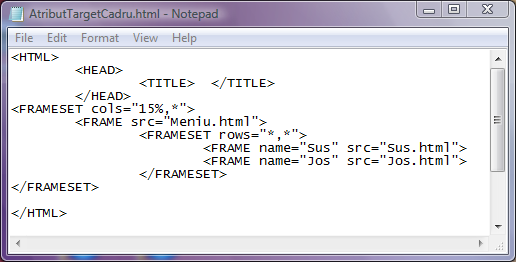 AtributTargetCadru.html - Notepad
File Edit Format View Help
<HTML>
<HEAD>
<TITLE> </TITLE>
</HEAD>
<FRAMESET cols="15%,*">
<FRAME src="Meniu.html">
<FRAMESET rows="*,*">
<FRAME name="Sus" src="Sus.html">
<FRAME name="Jos" src="Jos.html">
</FRAMESET>
</FRAMESET>
</HTML>